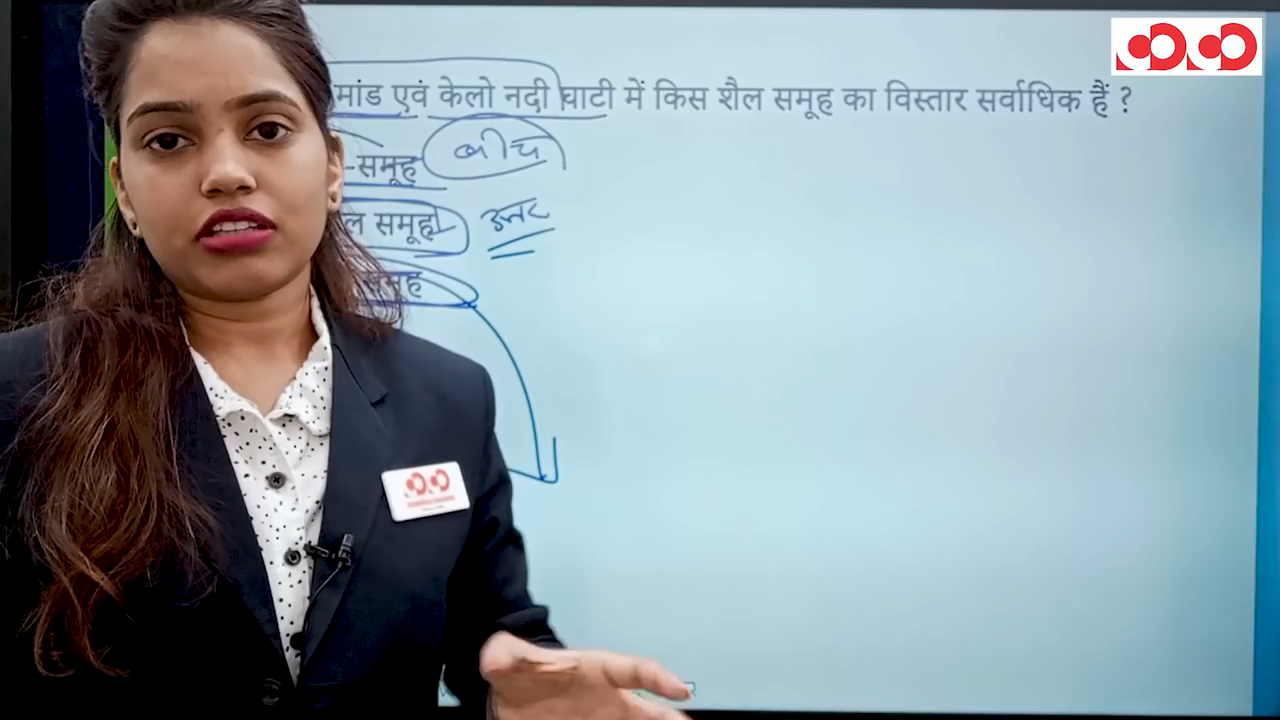 मांड एवं केलो नदी घाटी में किस शैल समूह का विस्तार सर्वाधिक हैं ?
-समूह बीच
ल समूह उत्तर
समूह